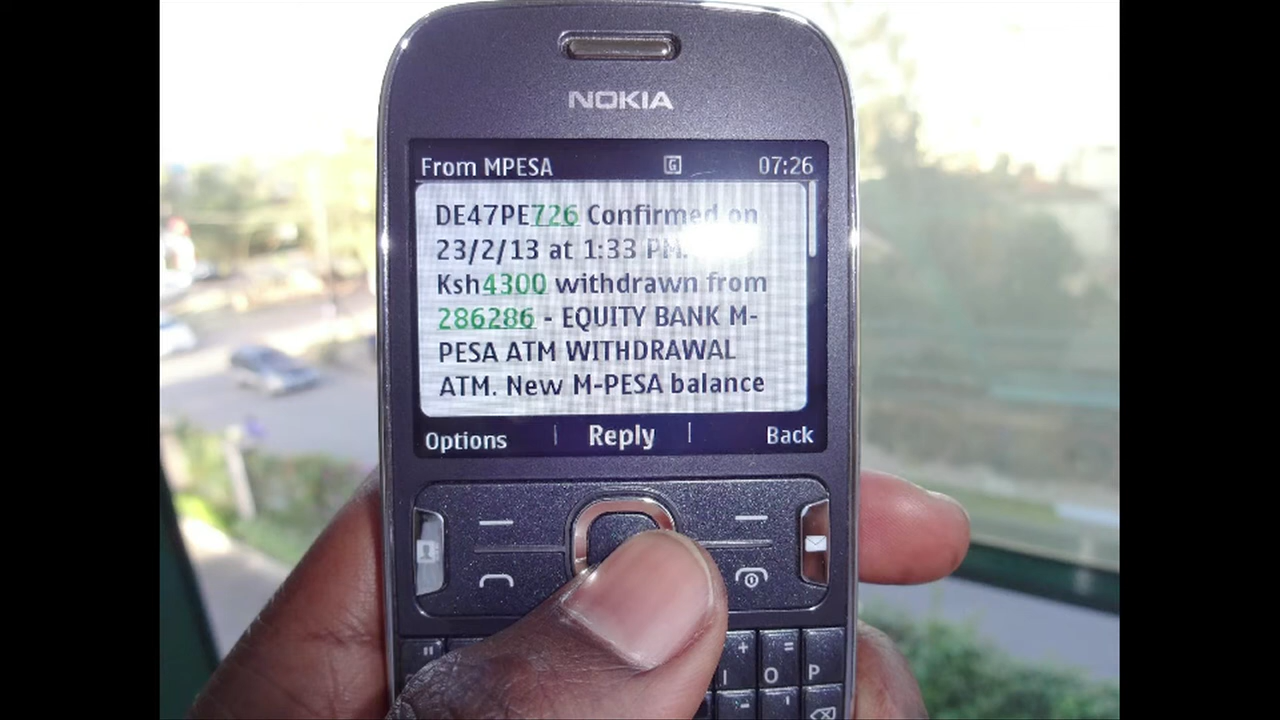 NOKIA
From MPESA G 07:26
DE47PE726 Confirmed on
23/2/13 at 1:33 PM.
Ksh4300 withdrawn from
286286 - EQUITY BANK M-
PESA ATM WITHDRAWAL
ATM. New M-PESA balance
Options Reply Back
I O P